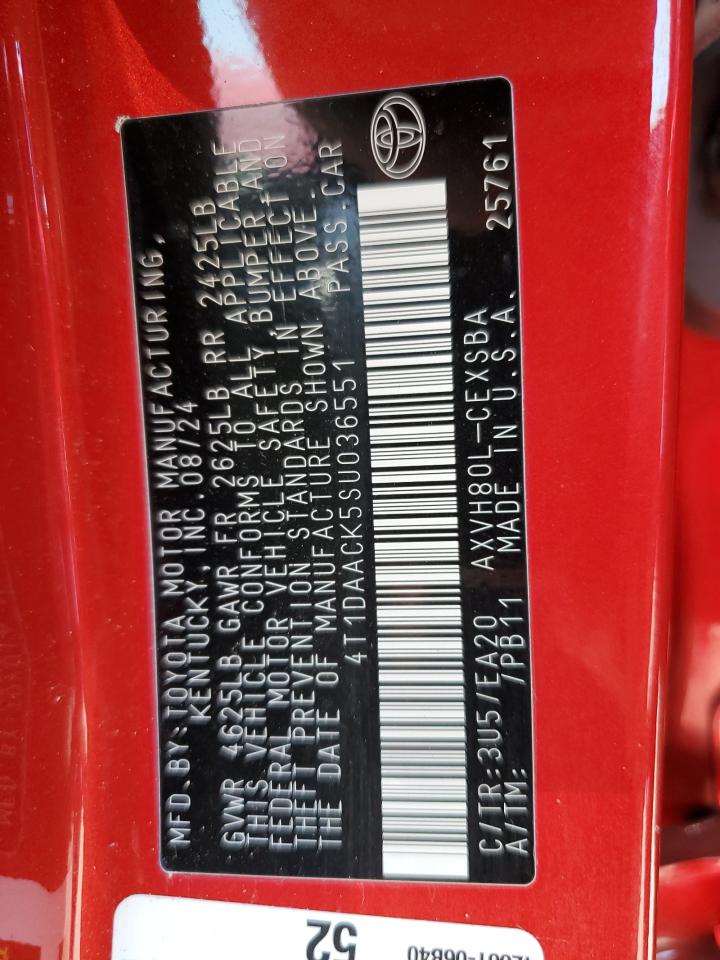 MFD.BY:TOYOTA MOTOR MANUFACTURING,
KENTUCKY, INC. 08/24
GVWR 4625LB GAWR FR 2625LB RR 2425LB
THIS VEHICLE CONFORMS TO ALL APPLICABLE
FEDERAL MOTOR VEHICLE SAFETY, BUMPER, AND
THEFT PREVENTION STANDARDS IN EFFECT ON
THE DATE OF MANUFACTURE SHOWN ABOVE.
4T1DAACK5SU036551 PASS.CAR
C/TR:3U5/EA20 AXVH80L-CEXSBA
A/TM: /PB11 MADE IN U.S.A. 25761
52